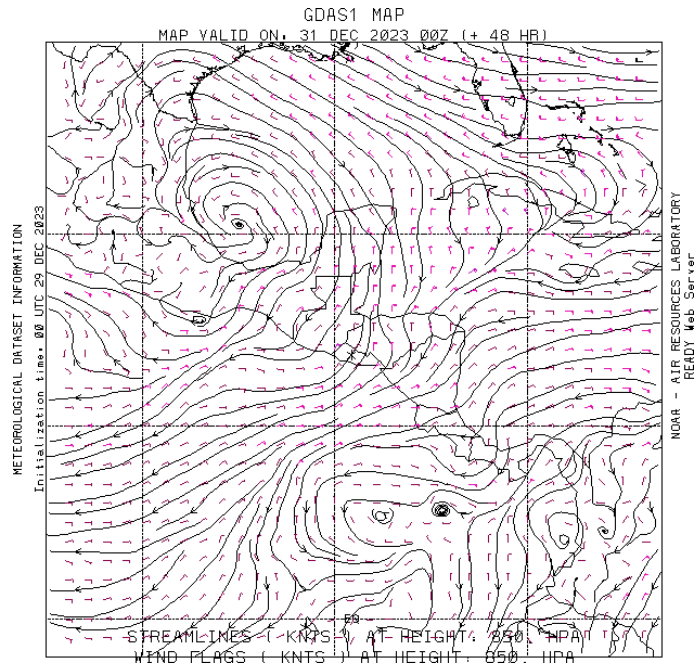 GDAS1 MAP
MAP VALID ON. 31 DEC 2023 00Z (+ 48 HR)
METEOROLOGICAL DATASET INFORMATION
Initialization time. 00 UTC 29 DEC 2023
NOAA - AIR RESOURCES LABORATORY
READY Web Server
EQ
STREAMLINES ( KNTS ) AT HEIGHT. 850. HPA
WIND FLAGS ( KNTS ) AT HEIGHT. 850. HPA